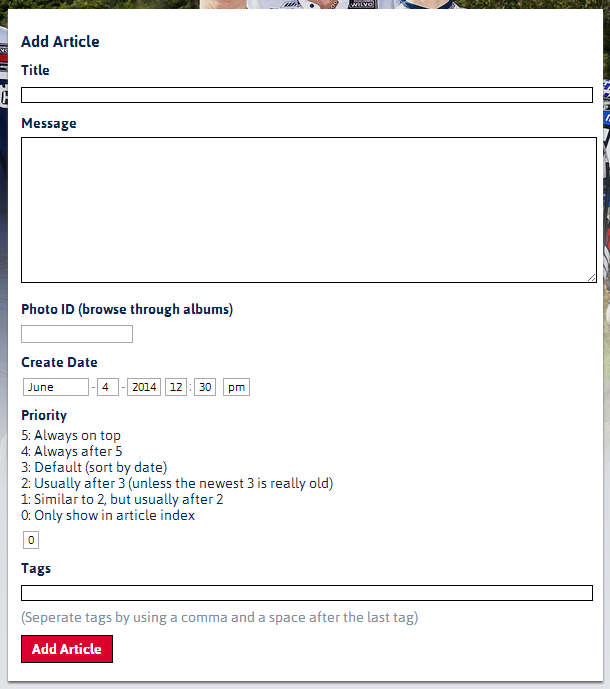 WILVO
Add Article
Title
Message
Photo ID (browse through albums)
Create Date
June - 4 - 2014 12 : 30 pm
Priority
5: Always on top
4: Always after 5
3: Default (sort by date)
2: Usually after 3 (unless the newest 3 is really old)
1: Similar to 2, but usually after 2
0: Only show in article index
0
Tags
(Seperate tags by using a comma and a space after the last tag)
Add Article